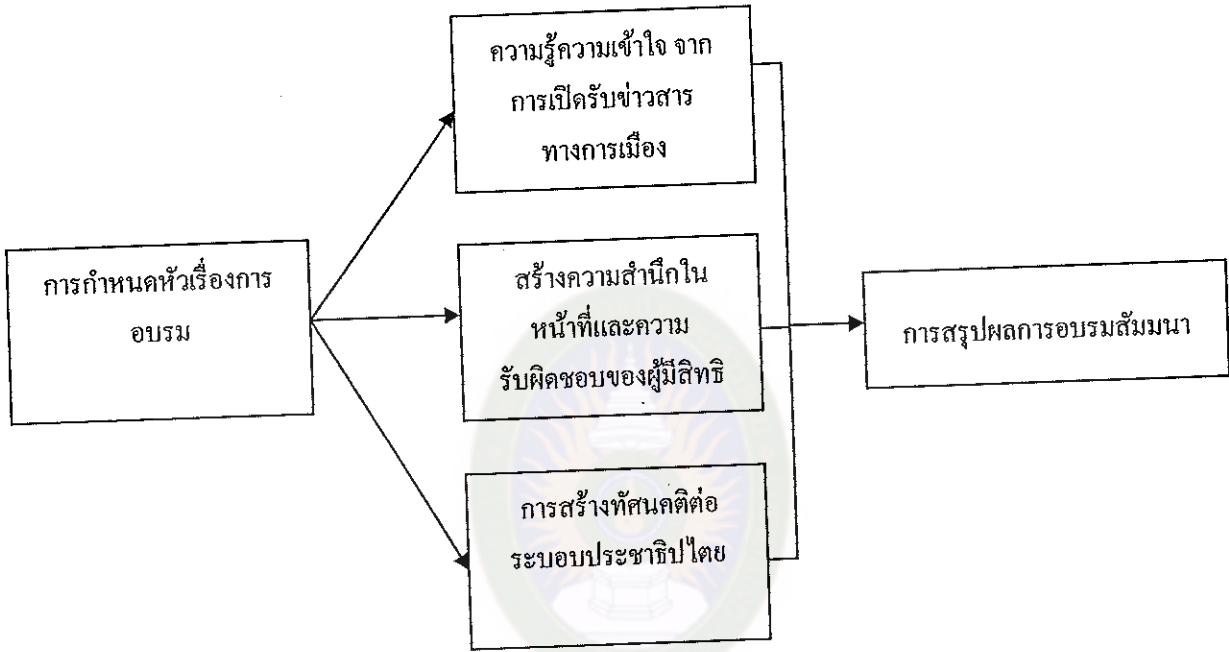 ความรู้ความเข้าใจ จาก
การเปิดรับข่าวสาร
ทางการเมือง
การกำหนดหัวเรื่องการ
อบรม
สร้างความสำนึกใน
หน้าที่และความ
รับผิดชอบของผู้มีสิทธิ
การสรุปผลการอบรมสัมมนา
การสร้างทัศนคติต่อ
ระบอบประชาธิปไตย